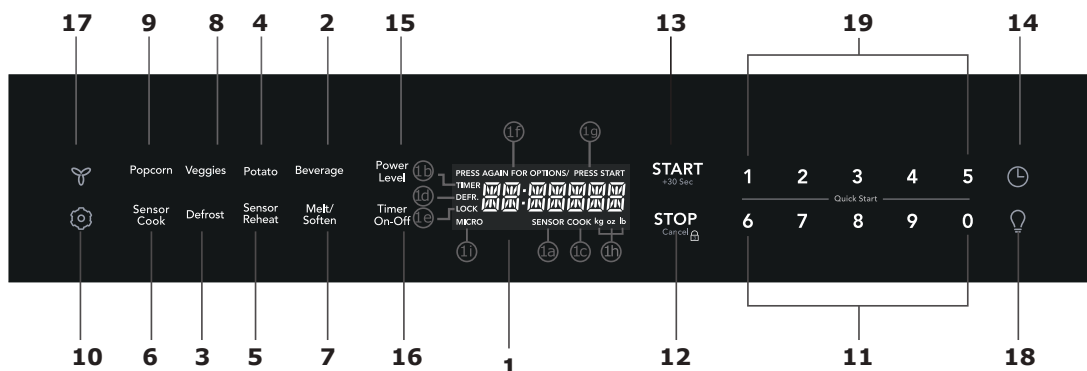 17 9 8 4 2 15 13 19 14
1f 1g
Popcorn Veggies Potato Beverage Power Level
1b PRESS AGAIN FOR OPTIONS/ PRESS START
TIMER
1d DEFR.
1e LOCK
MICRO SENSOR COOK kg oz lb
1i 1a 1c 1h
START
+30 Sec
1 2 3 4 5
Quick Start
Sensor Cook Defrost Sensor Reheat Melt/ Soften Timer On-Off
STOP
Cancel
6 7 8 9 0
10 6 3 5 7 16 1 12 11 18